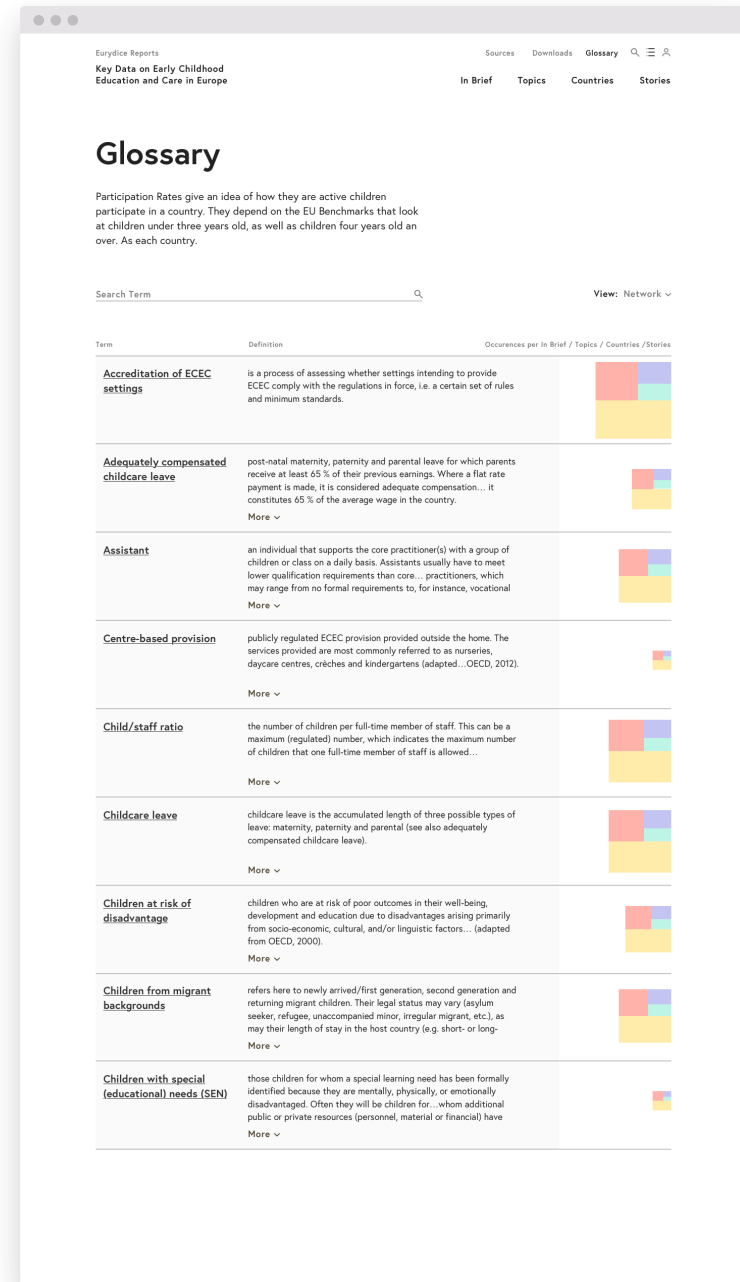 Eurydice Reports
Sources Downloads Glossary
Key Data on Early Childhood
Education and Care in Europe
In Brief Topics Countries Stories
Glossary
Participation Rates give an idea of how they are active children
participate in a country. They depend on the EU Benchmarks that look
at children under three years old, as well as children four years old an
over. As each country.
Search Term
View: Network
Term Definition Occurences per In Brief / Topics / Countries /Stories
Accreditation of ECEC
settings
is a process of assessing whether settings intending to provide
ECEC comply with the regulations in force, i.e. a certain set of rules
and minimum standards.
Adequately compensated
childcare leave
post-natal maternity, paternity and parental leave for which parents
receive at least 65 % of their previous earnings. Where a flat rate
payment is made, it is considered adequate compensation... it
constitutes 65 % of the average wage in the country.
More
Assistant
an individual that supports the core practitioner(s) with a group of
children or class on a daily basis. Assistants usually have to meet
lower qualification requirements than core... practitioners, which
may range from no formal requirements to, for instance, vocational
More
Centre-based provision
publicly regulated ECEC provision provided outside the home. The
services provided are most commonly referred to as nurseries,
daycare centres, crèches and kindergartens (adapted...OECD, 2012).
More
Child/staff ratio
the number of children per full-time member of staff. This can be a
maximum (regulated) number, which indicates the maximum number
of children that one full-time member of staff is allowed...
More
Childcare leave
childcare leave is the accumulated length of three possible types of
leave: maternity, paternity and parental (see also adequately
compensated childcare leave).
More
Children at risk of
disadvantage
children who are at risk of poor outcomes in their well-being,
development and education due to disadvantages arising primarily
from socio-economic, cultural, and/or linguistic factors... (adapted
from OECD, 2000).
More
Children from migrant
backgrounds
refers here to newly arrived/first generation, second generation and
returning migrant children. Their legal status may vary (asylum
seeker, refugee, unaccompanied minor, irregular migrant, etc.), as
may their length of stay in the host country (e.g. short- or long-
More
Children with special
(educational) needs (SEN)
those children for whom a special learning need has been formally
identified because they are mentally, physically, or emotionally
disadvantaged. Often they will be children for...whom additional
public or private resources (personnel, material or financial) have
More